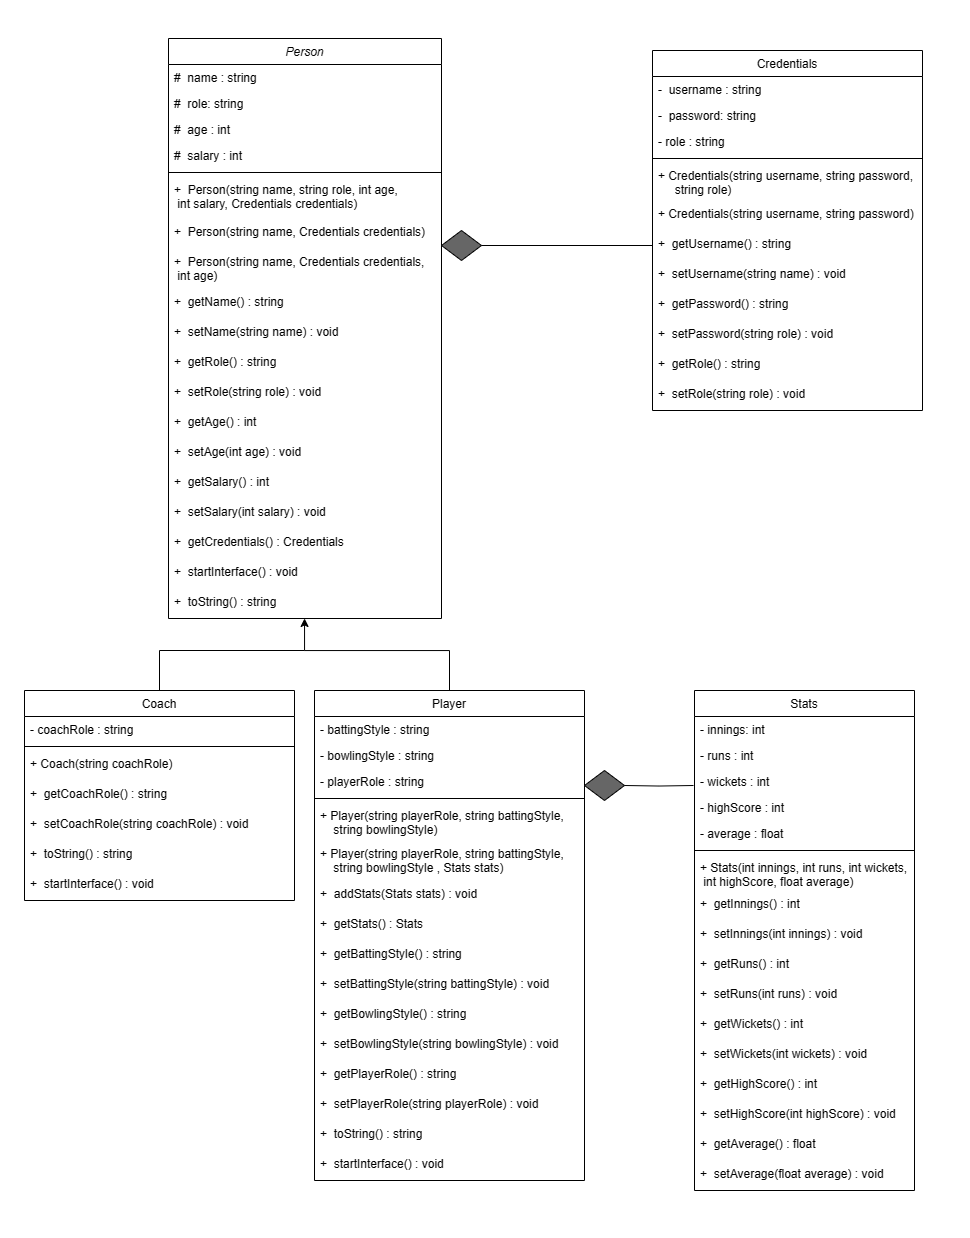 Person
# name : string
# role: string
# age : int
# salary : int
+ Person(string name, string role, int age,
int salary, Credentials credentials)
+ Person(string name, Credentials credentials)
+ Person(string name, Credentials credentials,
int age)
+ getName() : string
+ setName(string name) : void
+ getRole() : string
+ setRole(string role) : void
+ getAge() : int
+ setAge(int age) : void
+ getSalary() : int
+ setSalary(int salary) : void
+ getCredentials() : Credentials
+ startInterface() : void
+ toString() : string
Credentials
- username : string
- password: string
- role : string
+ Credentials(string username, string password,
string role)
+ Credentials(string username, string password)
+ getUsername() : string
+ setUsername(string name) : void
+ getPassword() : string
+ setPassword(string role) : void
+ getRole() : string
+ setRole(string role) : void
Coach
- coachRole : string
+ Coach(string coachRole)
+ getCoachRole() : string
+ setCoachRole(string coachRole) : void
+ toString() : string
+ startInterface() : void
Player
- battingStyle : string
- bowlingStyle : string
- playerRole : string
+ Player(string playerRole, string battingStyle,
string bowlingStyle)
+ Player(string playerRole, string battingStyle,
string bowlingStyle , Stats stats)
+ addStats(Stats stats) : void
+ getStats() : Stats
+ getBattingStyle() : string
+ setBattingStyle(string battingStyle) : void
+ getBowlingStyle() : string
+ setBowlingStyle(string bowlingStyle) : void
+ getPlayerRole() : string
+ setPlayerRole(string playerRole) : void
+ toString() : string
+ startInterface() : void
Stats
- innings: int
- runs : int
- wickets : int
- highScore : int
- average : float
+ Stats(int innings, int runs, int wickets,
int highScore, float average)
+ getInnings() : int
+ setInnings(int innings) : void
+ getRuns() : int
+ setRuns(int runs) : void
+ getWickets() : int
+ setWickets(int wickets) : void
+ getHighScore() : int
+ setHighScore(int highScore) : void
+ getAverage() : float
+ setAverage(float average) : void